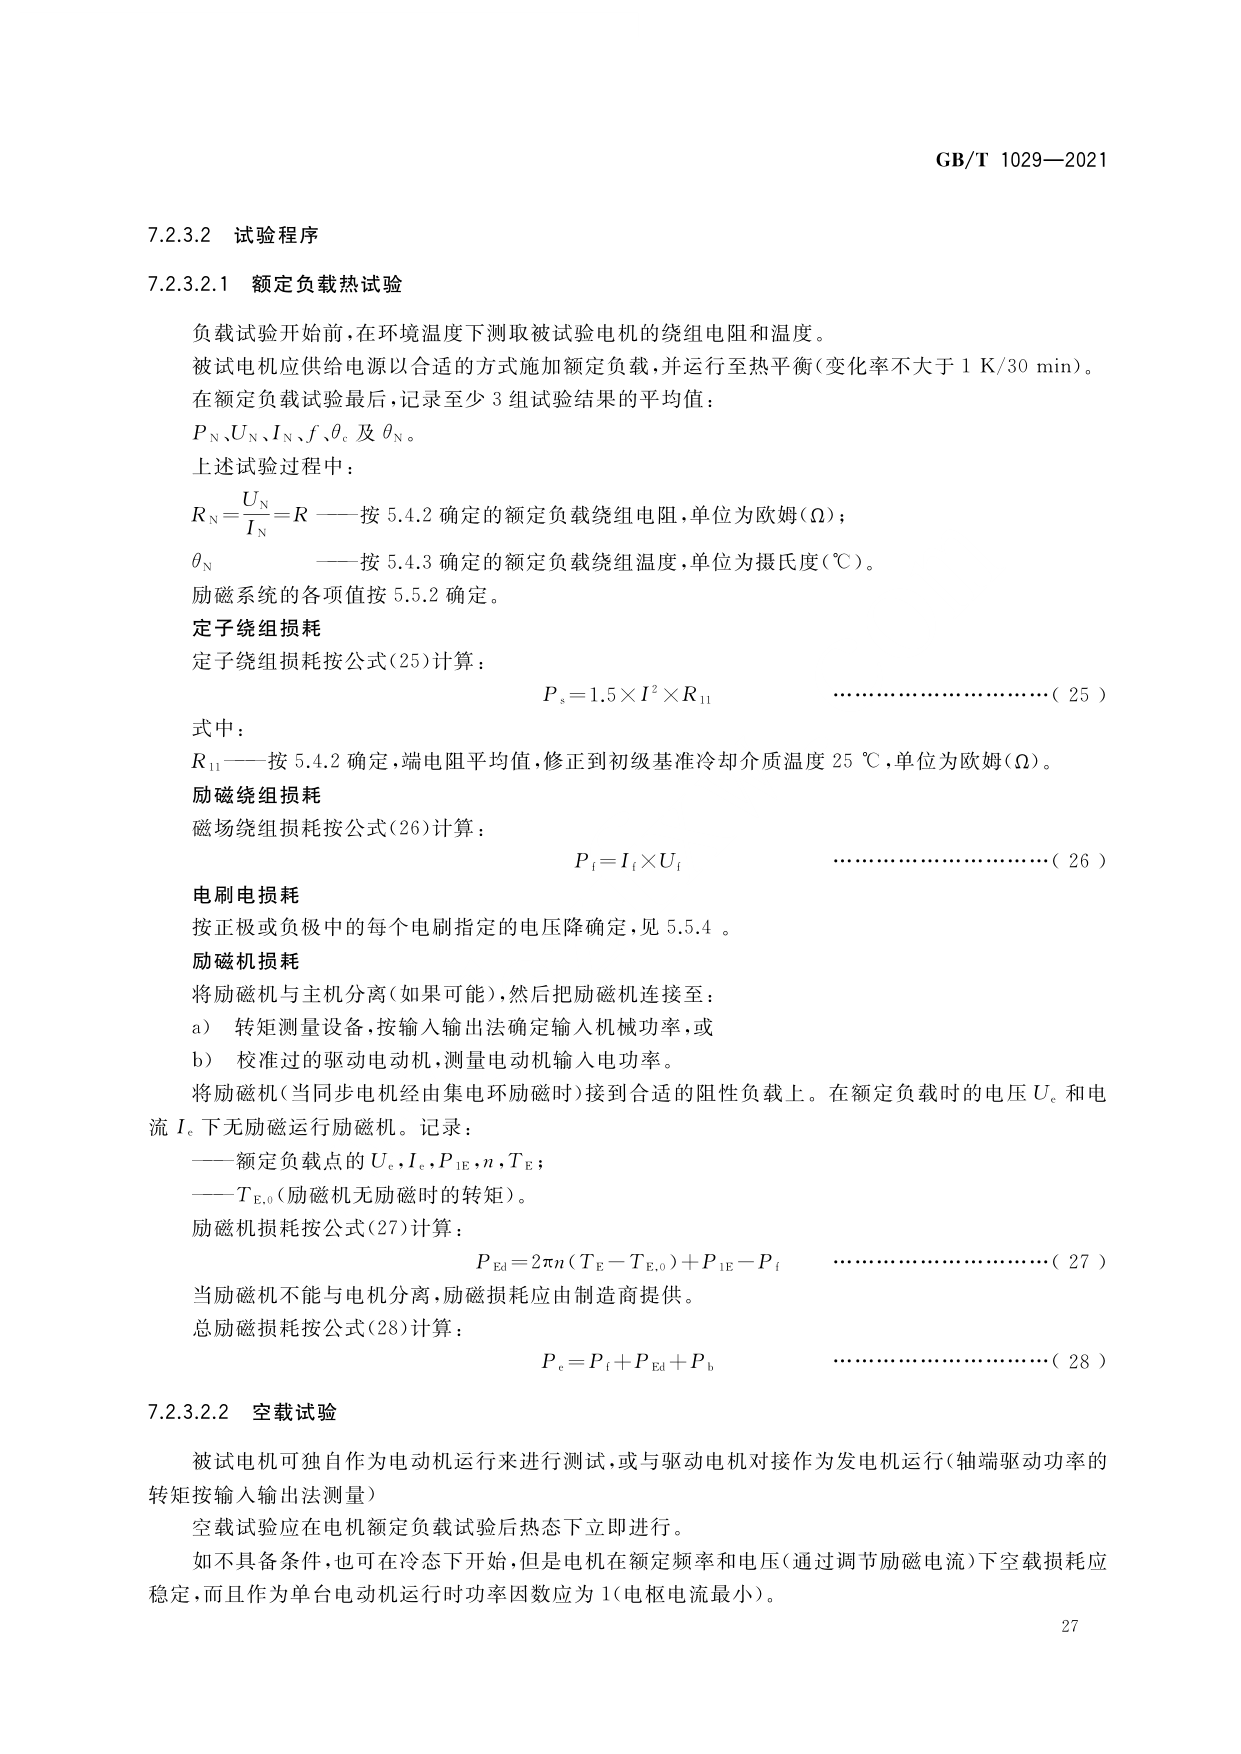 GB/T 1029—2021
7.2.3.2 试验程序
7.2.3.2.1 额定负载热试验
负载试验开始前,在环境温度下测取被试验电机的绕组电阻和温度。
被试电机应供给电源以合适的方式施加额定负载,并运行至热平衡(变化率不大于 1 K/30 min)。
在额定负载试验最后,记录至少 3 组试验结果的平均值:
P_N、U_N、I_N、f、θ_c 及 θ_N。
上述试验过程中:
R_N=U_N/I_N=R ——按 5.4.2 确定的额定负载绕组电阻,单位为欧姆(Ω);
θ_N ——按 5.4.3 确定的额定负载绕组温度,单位为摄氏度(℃)。
励磁系统的各项值按 5.5.2 确定。
定子绕组损耗
定子绕组损耗按公式(25)计算:
P_s=1.5×I²×R_11 …………………………( 25 )
式中:
R_11——按 5.4.2 确定,端电阻平均值,修正到初级基准冷却介质温度 25 ℃,单位为欧姆(Ω)。
励磁绕组损耗
磁场绕组损耗按公式(26)计算:
P_f=I_f×U_f …………………………( 26 )
电刷电损耗
按正极或负极中的每个电刷指定的电压降确定,见 5.5.4 。
励磁机损耗
将励磁机与主机分离(如果可能),然后把励磁机连接至:
a) 转矩测量设备,按输入输出法确定输入机械功率,或
b) 校准过的驱动电动机,测量电动机输入电功率。
将励磁机(当同步电机经由集电环励磁时)接到合适的阻性负载上。在额定负载时的电压 U_e 和电
流 I_e 下无励磁运行励磁机。记录:
——额定负载点的 U_e,I_e,P_1E,n,T_E;
——T_E,0(励磁机无励磁时的转矩)。
励磁机损耗按公式(27)计算:
P_Ed=2πn(T_E−T_E,0)+P_1E−P_f …………………………( 27 )
当励磁机不能与电机分离,励磁损耗应由制造商提供。
总励磁损耗按公式(28)计算:
P_e=P_f+P_Ed+P_b …………………………( 28 )
7.2.3.2.2 空载试验
被试电机可独自作为电动机运行来进行测试,或与驱动电机对接作为发电机运行(轴端驱动功率的
转矩按输入输出法测量)
空载试验应在电机额定负载试验后热态下立即进行。
如不具备条件,也可在冷态下开始,但是电机在额定频率和电压(通过调节励磁电流)下空载损耗应
稳定,而且作为单台电动机运行时功率因数应为 1(电枢电流最小)。
27